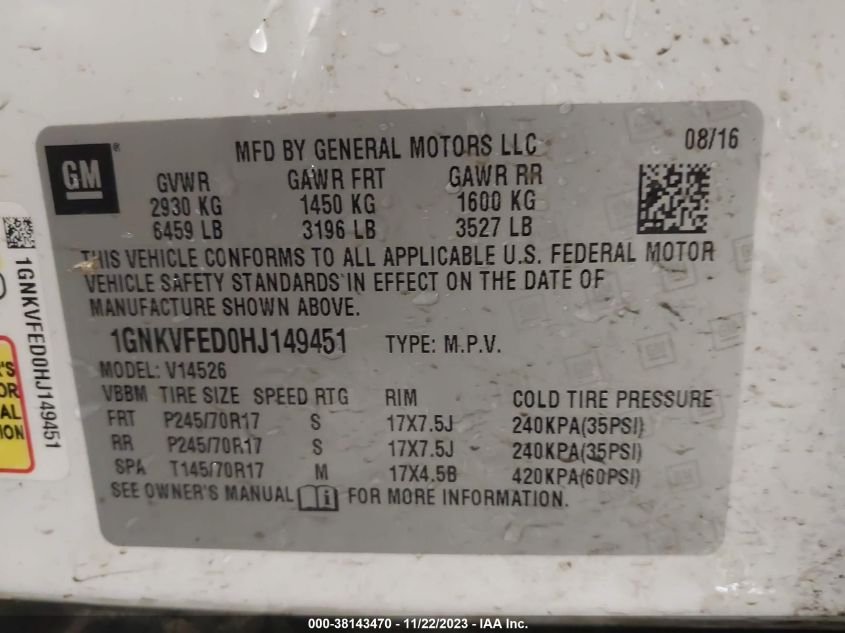 GM
MFD BY GENERAL MOTORS LLC
08/16
GVWR GAWR FRT GAWR RR
2930 KG 1450 KG 1600 KG
6459 LB 3196 LB 3527 LB
THIS VEHICLE CONFORMS TO ALL APPLICABLE U.S. FEDERAL MOTOR
VEHICLE SAFETY STANDARDS IN EFFECT ON THE DATE OF
MANUFACTURE SHOWN ABOVE.
1GNKVFED0HJ149451 TYPE: M.P.V.
MODEL: V14526
VBBM TIRE SIZE SPEED RTG RIM COLD TIRE PRESSURE
FRT P245/70R17 S 17X7.5J 240KPA(35PSI)
RR P245/70R17 S 17X7.5J 240KPA(35PSI)
SPA T145/70R17 M 17X4.5B 420KPA(60PSI)
SEE OWNER'S MANUAL i FOR MORE INFORMATION.
1GNKVFED0HJ149451
'S
OR
AL
ION
000-38143470 - 11/22/2023 - IAA Inc.